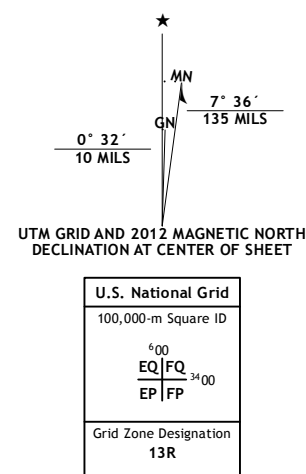 MN
GN
7° 36´
135 MILS
0° 32´
10 MILS
UTM GRID AND 2012 MAGNETIC NORTH
DECLINATION AT CENTER OF SHEET
U.S. National Grid
100,000-m Square ID
600
EQ FQ
3400
EP FP
Grid Zone Designation
13R